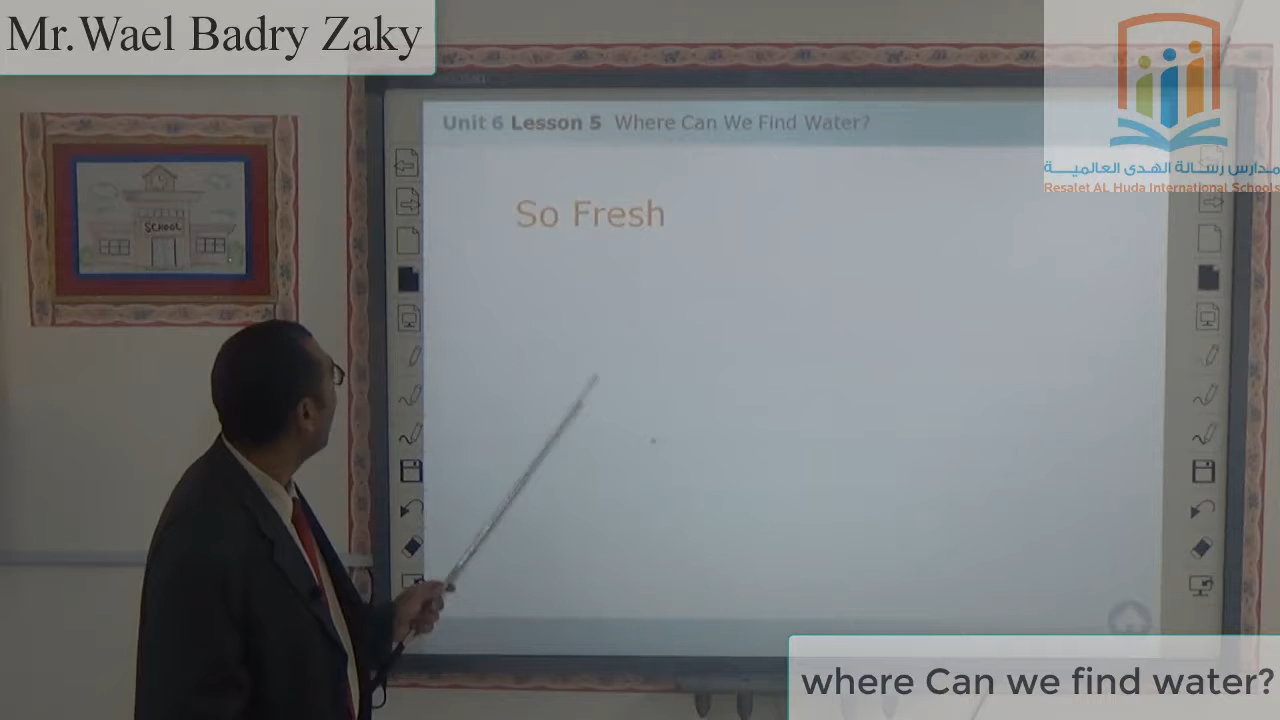 Mr.Wael Badry Zaky
مدارس رسالة الهدى العالميـــة
Resalet AL Huda International Schools
Unit 6 Lesson 5 Where Can We Find Water?
So Fresh
SCHOOL
where Can we find water?